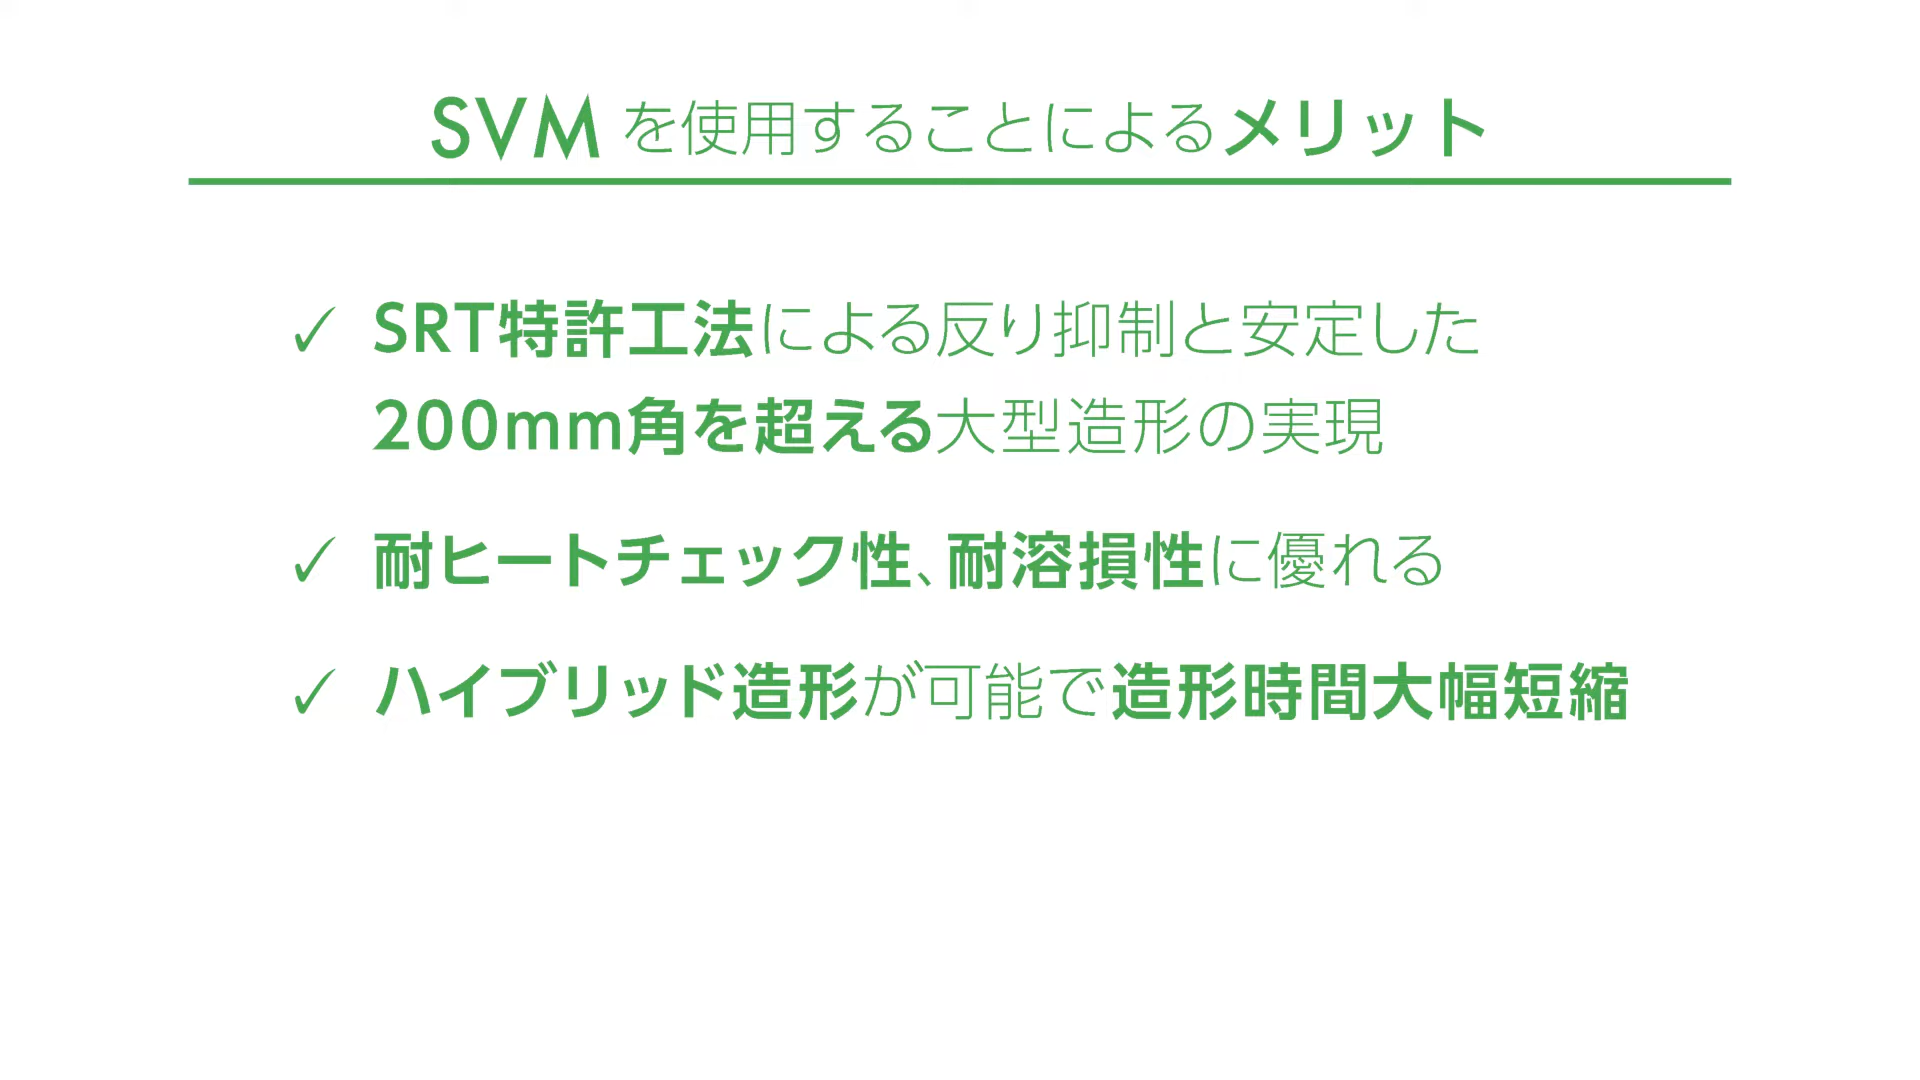 SVM を使用することによるメリット
✓ SRT特許工法による反り抑制と安定した
200mm角を超える大型造形の実現
✓ 耐ヒートチェック性、耐溶損性に優れる
✓ ハイブリッド造形が可能で造形時間大幅短縮